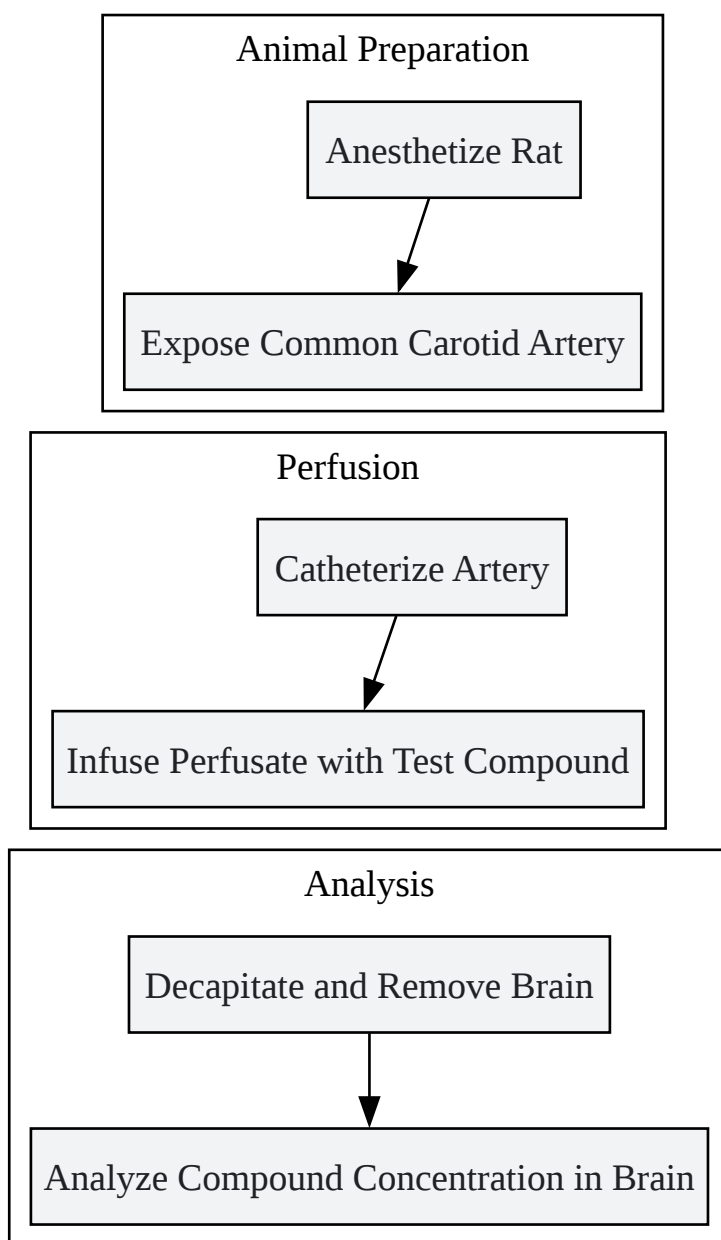 Animal Preparation
Anesthetize Rat
Expose Common Carotid Artery
Perfusion
Catheterize Artery
Infuse Perfusate with Test Compound
Analysis
Decapitate and Remove Brain
Analyze Compound Concentration in Brain